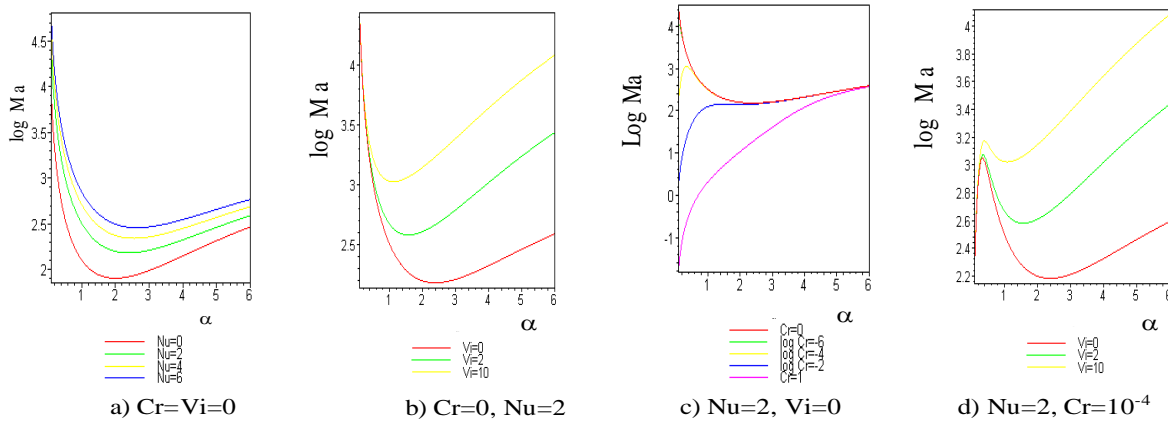 4.5
4
3.5
3
2.5
2
log Ma
1 2 3 4 5 6
α
Nu=0
Nu=2
Nu=4
Nu=6
a) Cr=Vi=0
4
3.5
3
2.5
log Ma
1 2 3 4 5 6
α
Vi=0
Vi=2
Vi=10
b) Cr=0, Nu=2
4
3
2
1
0
-1
Log Ma
1 2 3 4 5 6
α
Cr=0
log Cr=-6
log Cr=-4
log Cr=-2
Cr=1
c) Nu=2, Vi=0
4
3.8
3.6
3.4
3.2
3
2.8
2.6
2.4
2.2
log Ma
1 2 3 4 5 6
α
Vi=0
Vi=2
Vi=10
d) Nu=2, Cr=10⁻⁴